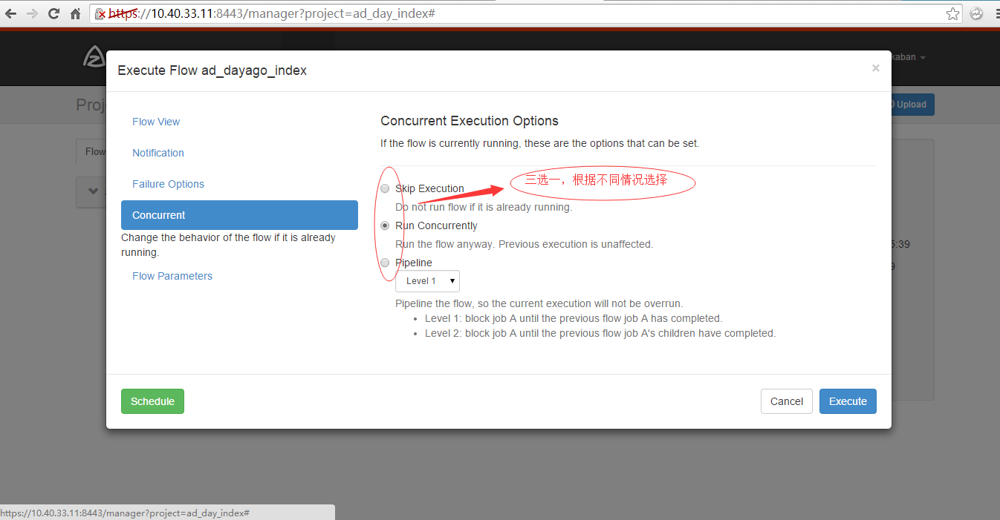 https://10.40.33.11:8443/manager?project=ad_day_index#
kaban
Execute Flow ad_dayago_index
×
Proj
Upload
Flow View
Notification
Failure Options
Concurrent
Change the behavior of the flow if it is already
running.
Flow Parameters
Flow
Concurrent Execution Options
If the flow is currently running, these are the options that can be set.
三选一，根据不同情况选择
Skip Execution
Do not run flow if it is already running.
Run Concurrently
Run the flow anyway. Previous execution is unaffected.
Pipeline
Level 1
Pipeline the flow, so the current execution will not be overrun.
• Level 1: block job A until the previous flow job A has completed.
• Level 2: block job A until the previous flow job A's children have completed.
:39
9
Schedule
Cancel
Execute
https://10.40.33.11:8443/manager?project=ad_day_index#